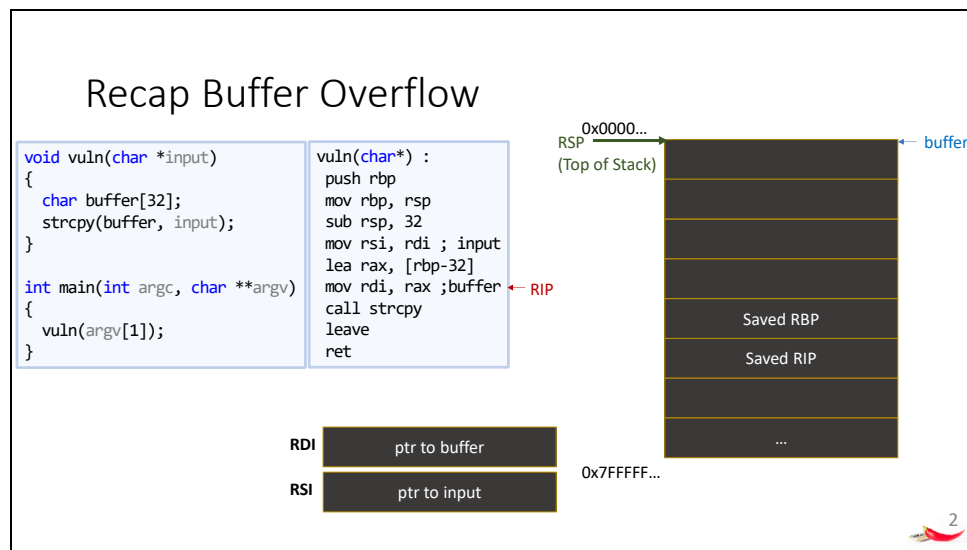 Recap Buffer Overflow
void vuln(char *input)
{
  char buffer[32];
  strcpy(buffer, input);
}
int main(int argc, char **argv)
{
  vuln(argv[1]);
}
vuln(char*) :
 push rbp
 mov rbp, rsp
 sub rsp, 32
 mov rsi, rdi ; input
 lea rax, [rbp-32]
 mov rdi, rax ;buffer
 call strcpy
 leave
 ret
RIP
0x0000...
RSP
(Top of Stack)
buffer
Saved RBP
Saved RIP
...
0x7FFFFF...
RDI
ptr to buffer
RSI
ptr to input
2